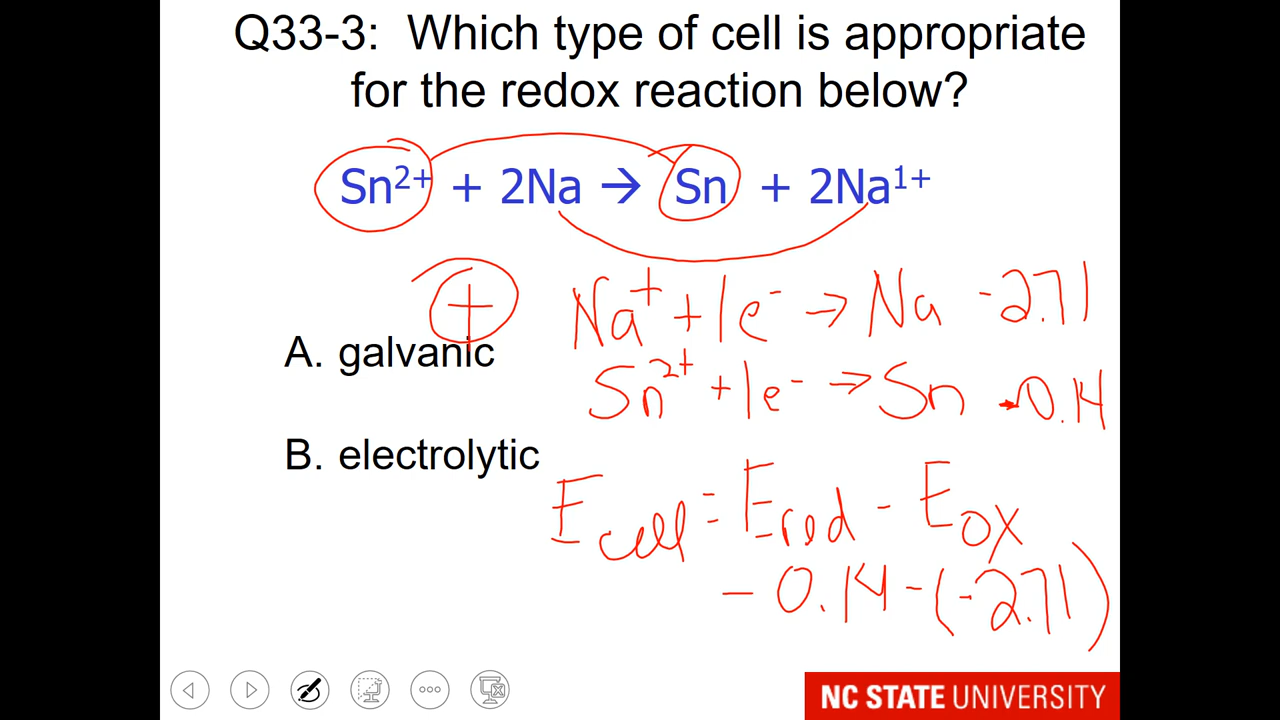 Q33-3: Which type of cell is appropriate
for the redox reaction below?
Sn²⁺ + 2Na → Sn + 2Na¹⁺
+
Na⁺ + 1e⁻ → Na -2.71
A. galvanic
Sn²⁺ + 1e⁻ → Sn -0.14
B. electrolytic
Ecell = Ered - Eox
- 0.14 - (-2.71)
NC STATE UNIVERSITY